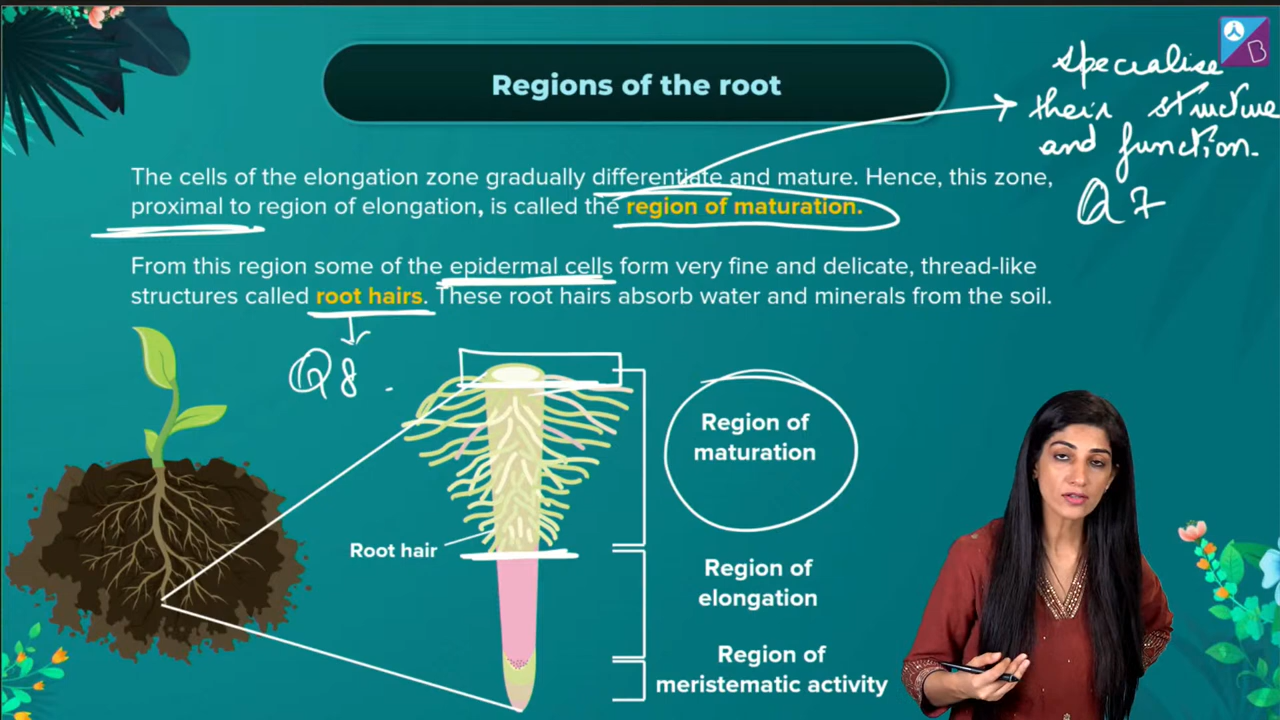 Regions of the root
B
specialise
their structure
and function.
Q7
The cells of the elongation zone gradually differentiate and mature. Hence, this zone,
proximal to region of elongation, is called the region of maturation.
From this region some of the epidermal cells form very fine and delicate, thread-like
structures called root hairs. These root hairs absorb water and minerals from the soil.
Q8.
Region of
maturation
Root hair
Region of
elongation
Region of
meristematic activity